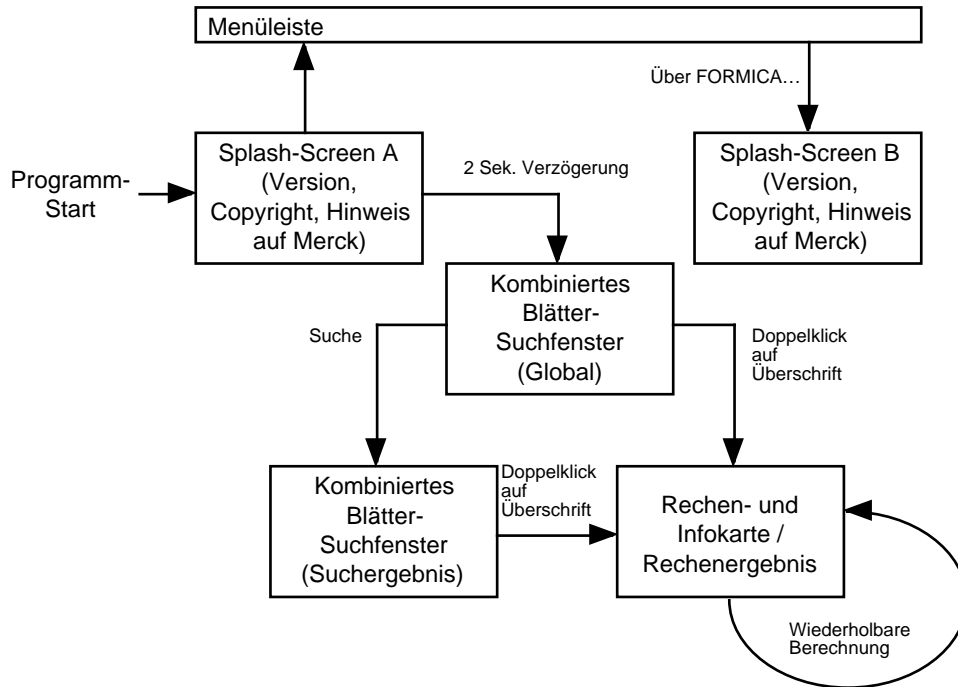 Menüleiste
Über FORMICA…
Programm-
Start
Splash-Screen A
(Version,
Copyright, Hinweis
auf Merck)
2 Sek. Verzögerung
Splash-Screen B
(Version,
Copyright, Hinweis
auf Merck)
Kombiniertes
Blätter-
Suchfenster
(Global)
Suche
Doppelklick
auf
Überschrift
Kombiniertes
Blätter-
Suchfenster
(Suchergebnis)
Doppelklick
auf
Überschrift
Rechen- und
Infokarte /
Rechenergebnis
Wiederholbare
Berechnung